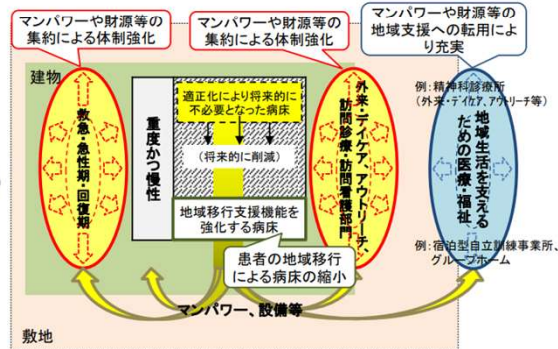 マンパワーや財源等の
集約による体制強化
マンパワーや財源等の
集約による体制強化
マンパワーや財源等の
地域支援への転用によ
り充実
建物
救急・急性期・回復期
重度かつ慢性
適正化により将来的に
不必要となった病床
(将来的に削減)
地域移行支援機能を
強化する病床
患者の地域移行
による病床の縮小
外来・デイケア、アウトリーチ、
訪問診療・訪問看護部門
例:精神科診療所
(外来・デイケア、アウトリーチ等)
地域生活を支える
ための医療・福祉
例:宿泊型自立訓練事業所、
グループホーム
マンパワー、設備等
敷地